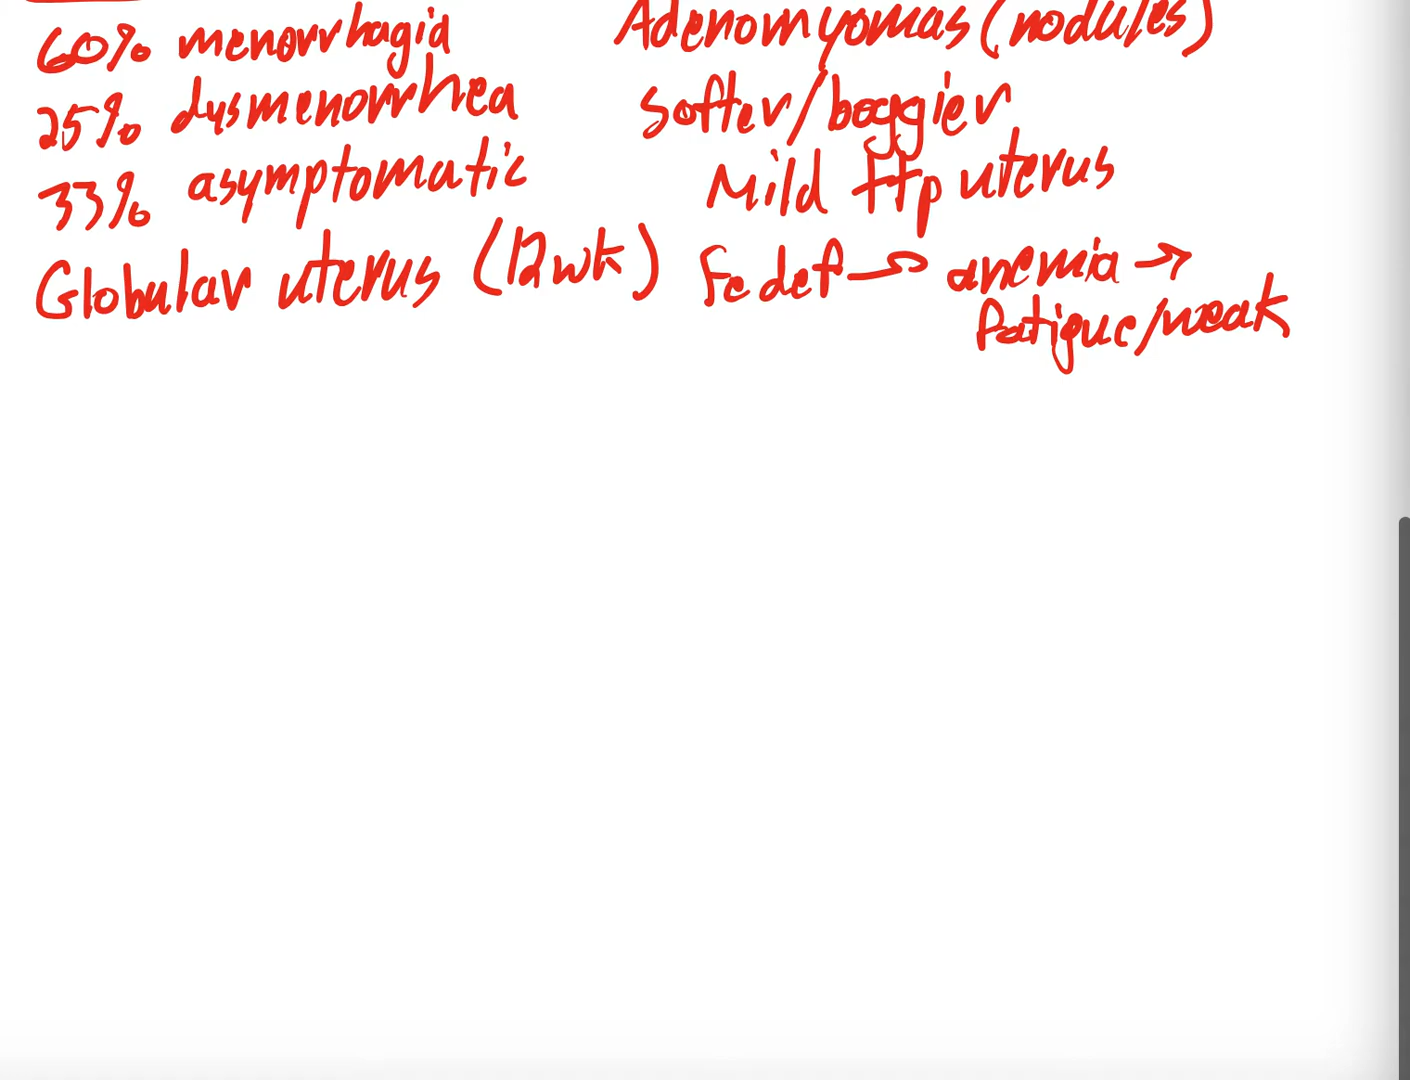 60% menorrhagia
25% dysmenorrhea
33% asymptomatic
Globular uterus (12wk)
Adenomyomas (nodules)
Softer/boggier
Mild ttp uterus
Fe def → anemia →
fatigue/weak